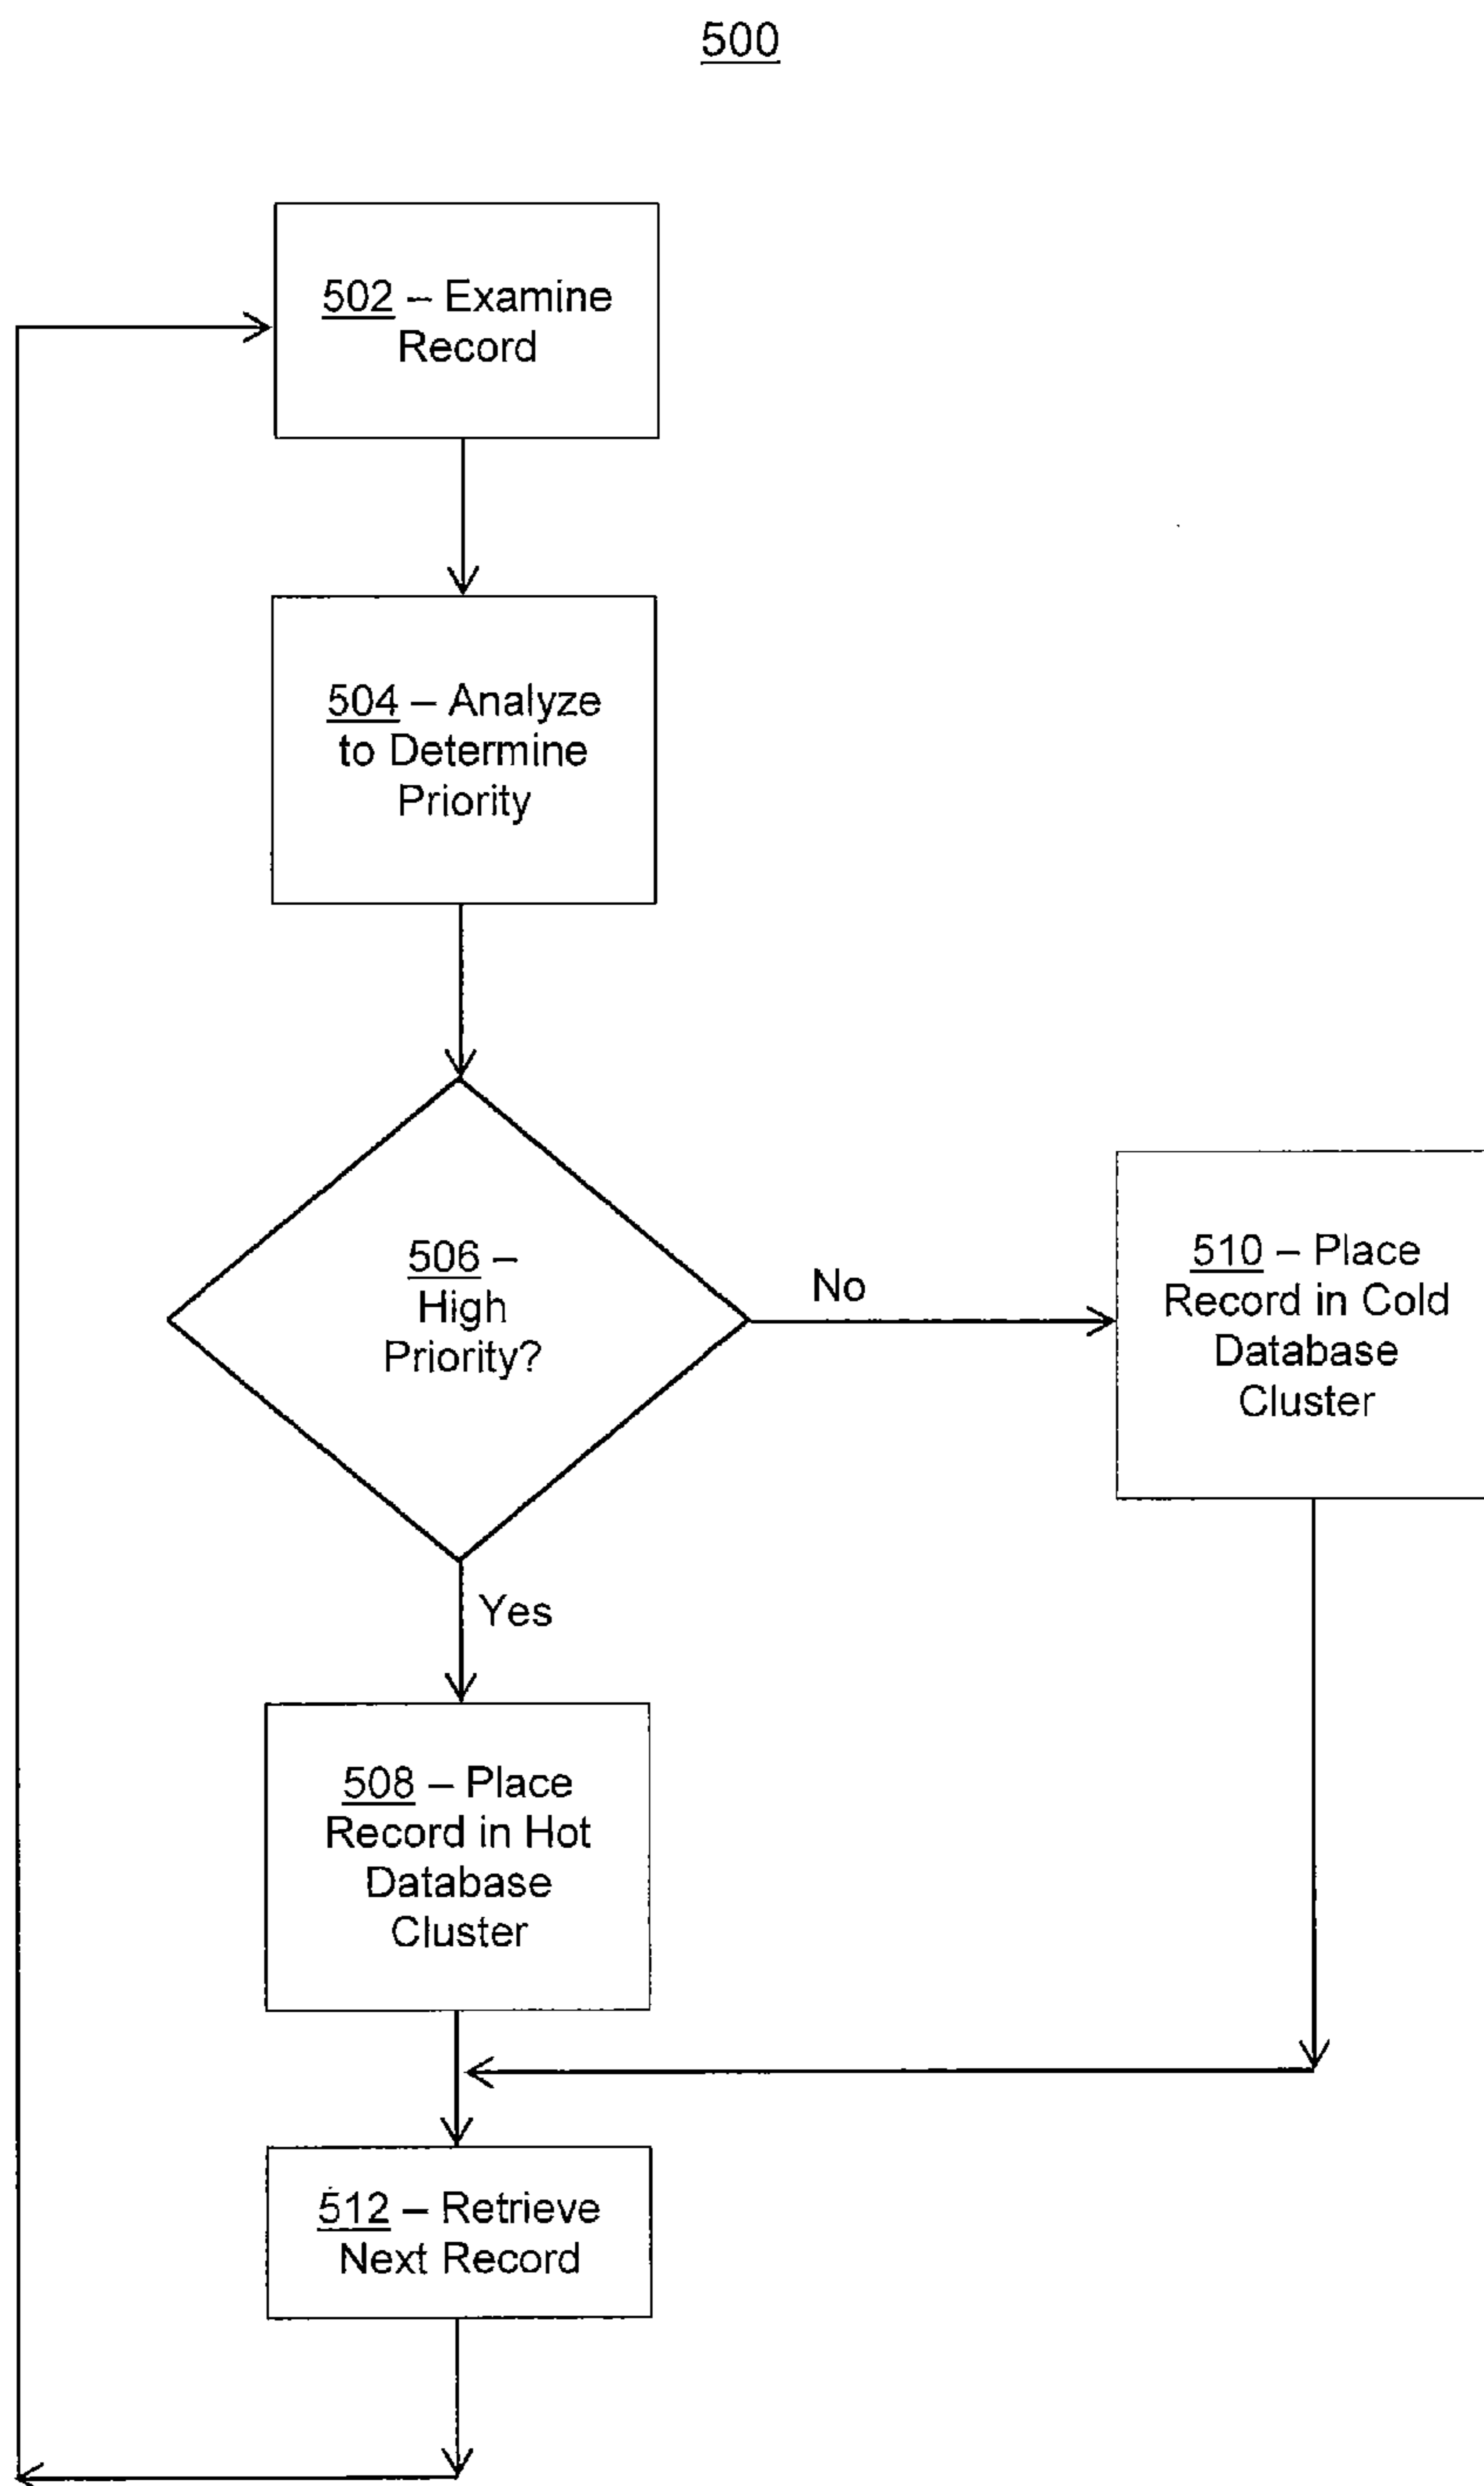 500
502 – Examine
Record
504 – Analyze
to Determine
Priority
506 –
High
Priority?
No
510 – Place
Record in Cold
Database
Cluster
Yes
508 – Place
Record in Hot
Database
Cluster
512 – Retrieve
Next Record